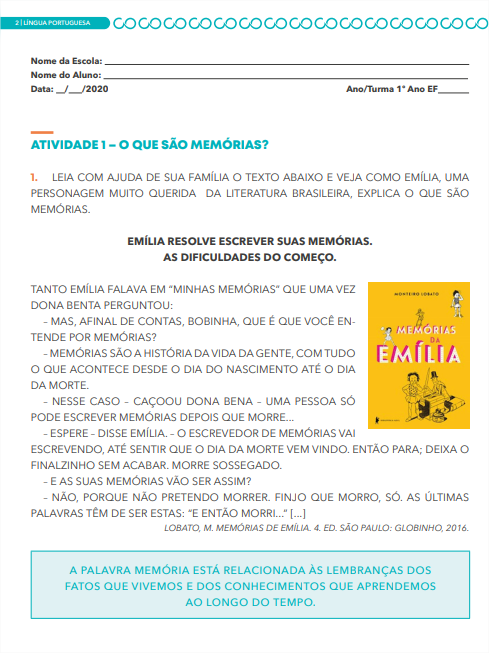 2 | LÍNGUA PORTUGUESA
Nome da Escola:
Nome do Aluno:
Data: __/___/2020 Ano/Turma 1° Ano EF_______
ATIVIDADE 1 – O QUE SÃO MEMÓRIAS?
1. LEIA COM AJUDA DE SUA FAMÍLIA O TEXTO ABAIXO E VEJA COMO EMÍLIA, UMA
PERSONAGEM MUITO QUERIDA DA LITERATURA BRASILEIRA, EXPLICA O QUE SÃO
MEMÓRIAS.
EMÍLIA RESOLVE ESCREVER SUAS MEMÓRIAS.
AS DIFICULDADES DO COMEÇO.
TANTO EMÍLIA FALAVA EM “MINHAS MEMÓRIAS” QUE UMA VEZ
DONA BENTA PERGUNTOU:
– MAS, AFINAL DE CONTAS, BOBINHA, QUE É QUE VOCÊ EN-
TENDE POR MEMÓRIAS?
– MEMÓRIAS SÃO A HISTÓRIA DA VIDA DA GENTE, COM TUDO
O QUE ACONTECE DESDE O DIA DO NASCIMENTO ATÉ O DIA
DA MORTE.
– NESSE CASO – CAÇOOU DONA BENA – UMA PESSOA SÓ
PODE ESCREVER MEMÓRIAS DEPOIS QUE MORRE...
– ESPERE – DISSE EMÍLIA. – O ESCREVEDOR DE MEMÓRIAS VAI
ESCREVENDO, ATÉ SENTIR QUE O DIA DA MORTE VEM VINDO. ENTÃO PARA; DEIXA O
FINALZINHO SEM ACABAR. MORRE SOSSEGADO.
– E AS SUAS MEMÓRIAS VÃO SER ASSIM?
– NÃO, PORQUE NÃO PRETENDO MORRER. FINJO QUE MORRO, SÓ. AS ÚLTIMAS
PALAVRAS TÊM DE SER ESTAS: “E ENTÃO MORRI...” [...]
LOBATO, M. MEMÓRIAS DE EMÍLIA. 4. ED. SÃO PAULO: GLOBINHO, 2016.
MONTEIRO LOBATO
MEMÓRIAS
DA
EMÍLIA
A PALAVRA MEMÓRIA ESTÁ RELACIONADA ÀS LEMBRANÇAS DOS
FATOS QUE VIVEMOS E DOS CONHECIMENTOS QUE APRENDEMOS
AO LONGO DO TEMPO.